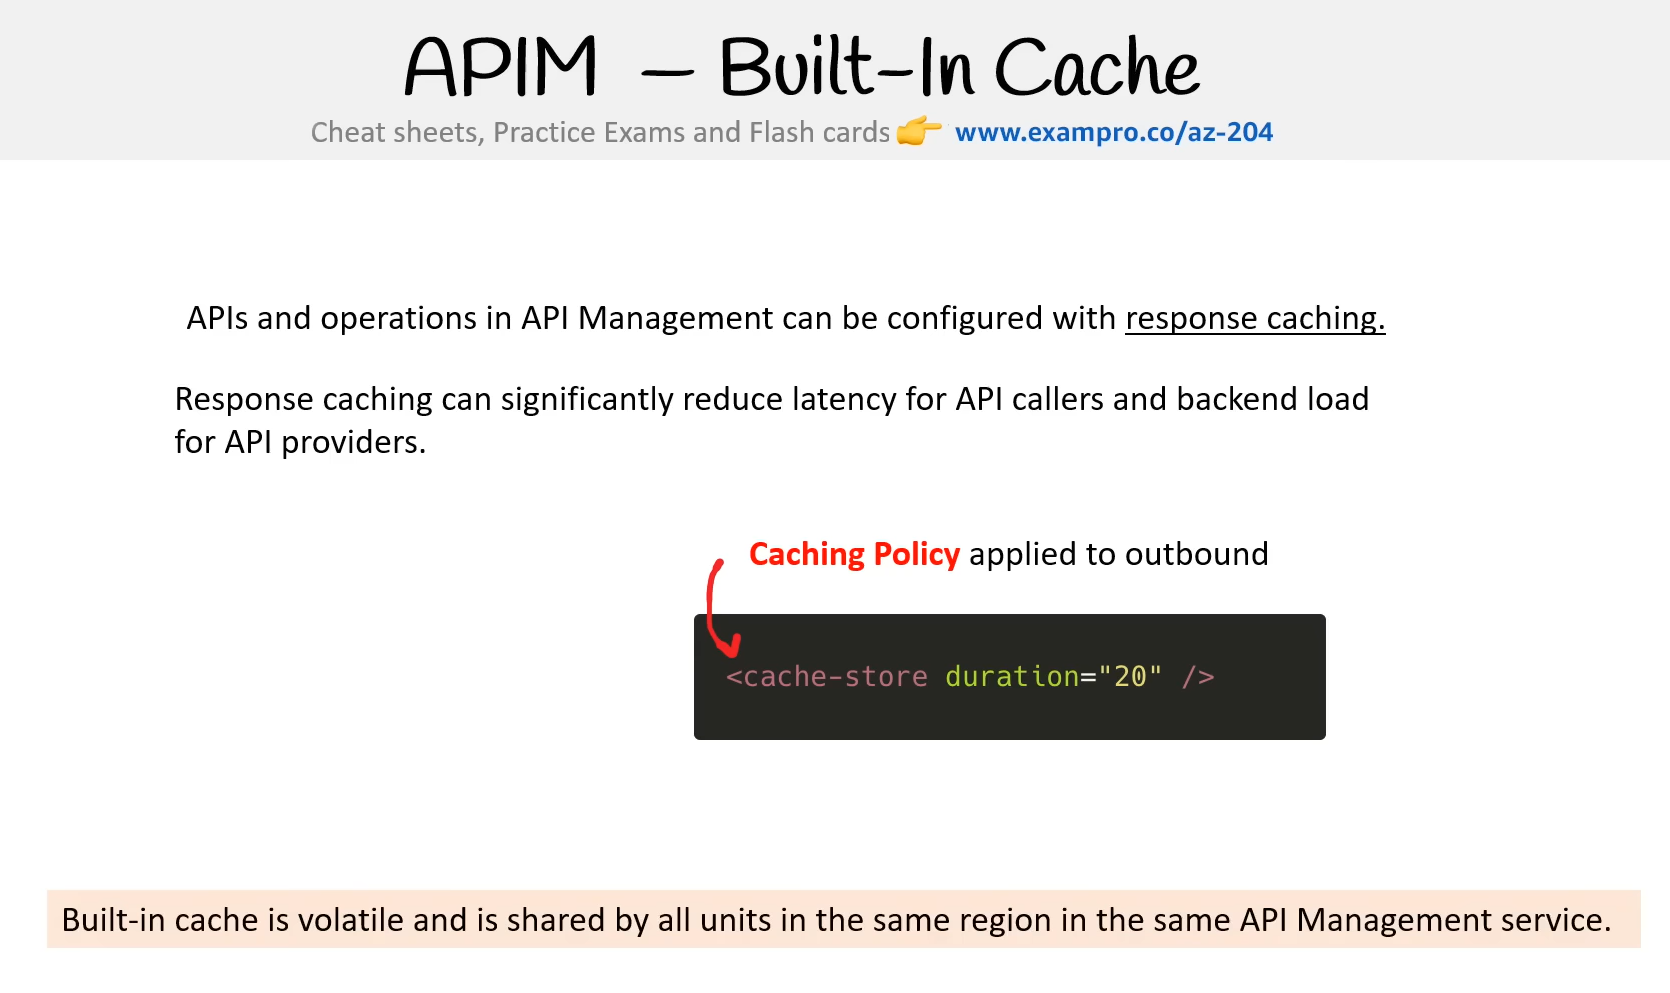 APIM – Built-In Cache
Cheat sheets, Practice Exams and Flash cards 👉 www.exampro.co/az-204
APIs and operations in API Management can be configured with response caching.
Response caching can significantly reduce latency for API callers and backend load
for API providers.
Caching Policy applied to outbound
<cache-store duration="20" />
Built-in cache is volatile and is shared by all units in the same region in the same API Management service.